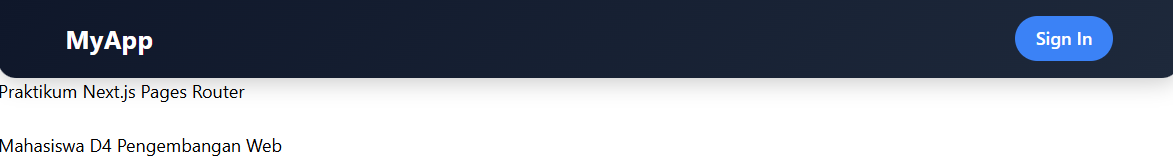 MyApp
Sign In
Praktikum Next.js Pages Router
Mahasiswa D4 Pengembangan Web